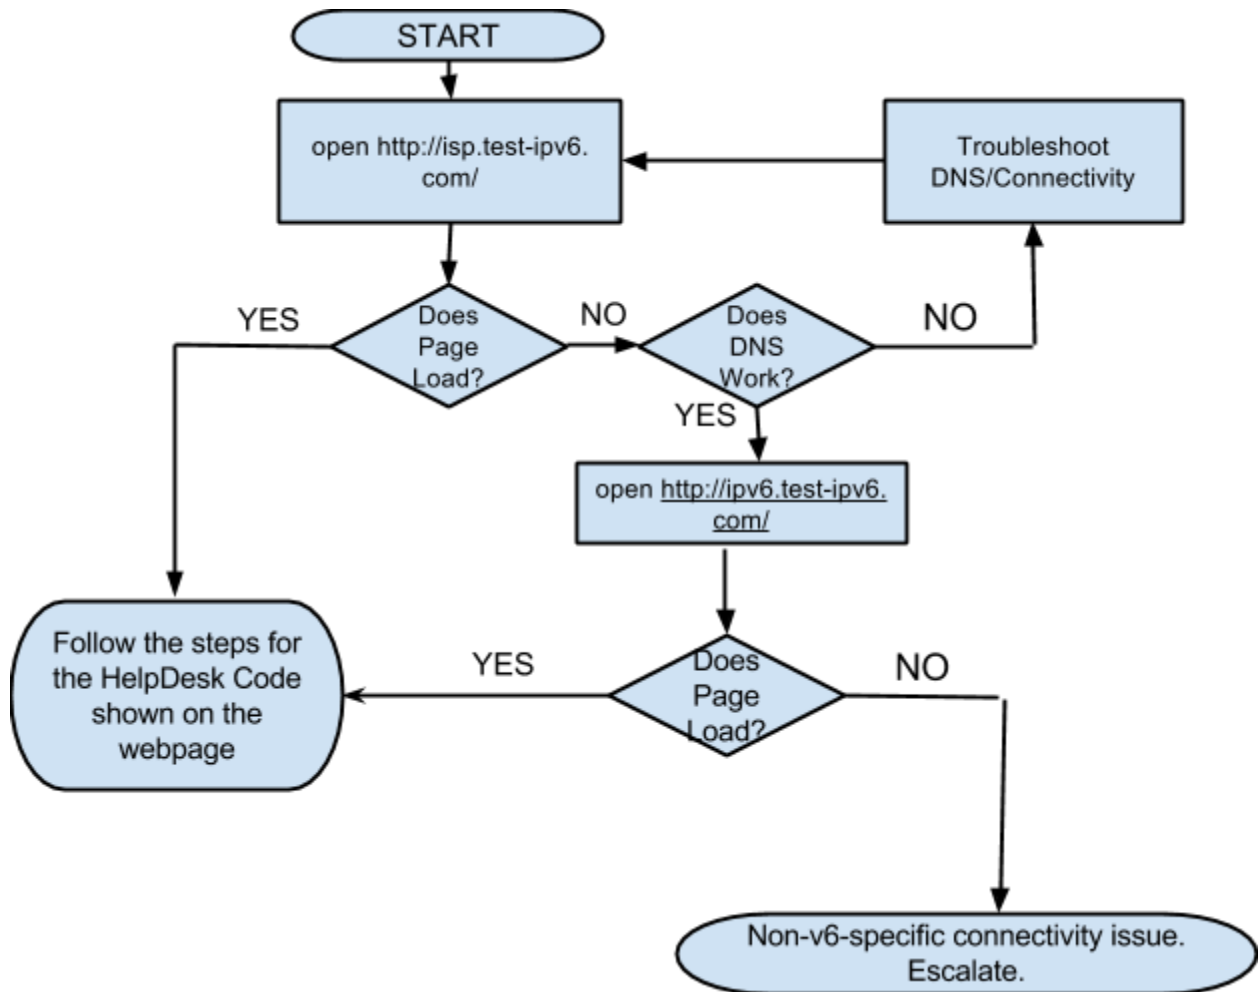 START
open http://isp.test-ipv6.
com/
Troubleshoot
DNS/Connectivity
YES
Does
Page
Load?
NO
Does
DNS
Work?
NO
YES
open http://ipv6.test-ipv6.
com/
Follow the steps for
the HelpDesk Code
shown on the
webpage
YES
Does
Page
Load?
NO
Non-v6-specific connectivity issue.
Escalate.